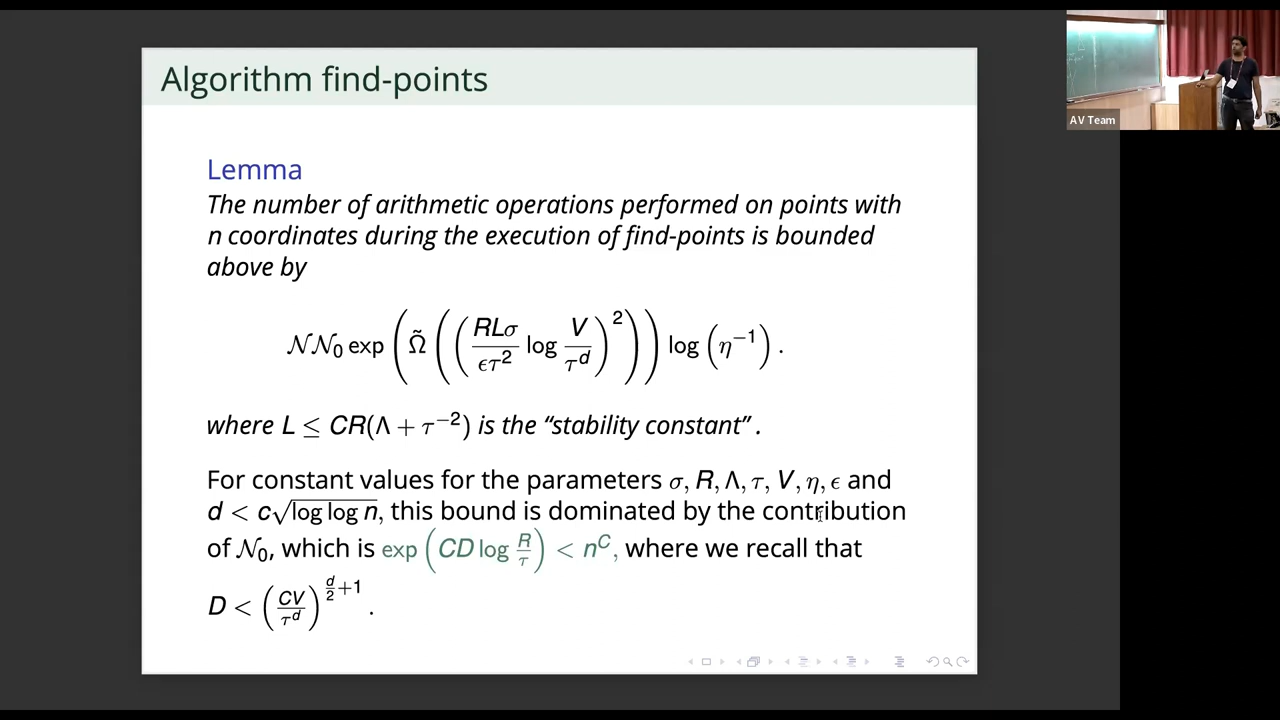 Algorithm find-points
Lemma
The number of arithmetic operations performed on points with
n coordinates during the execution of find-points is bounded
above by
𝒩𝒩₀ exp ( Ω̃ ( ( RLσ/(ετ²) log V/τᵈ )² ) ) log (η⁻¹) .
where L ≤ CR(Λ + τ⁻²) is the “stability constant” .
For constant values for the parameters σ, R, Λ, τ, V, η, ϵ and
d < c√(log log n), this bound is dominated by the contribution
of 𝒩₀, which is exp ( CD log R/τ ) < n^C, where we recall that
D < ( CV/τᵈ )^(d/2+1) .
AV Team